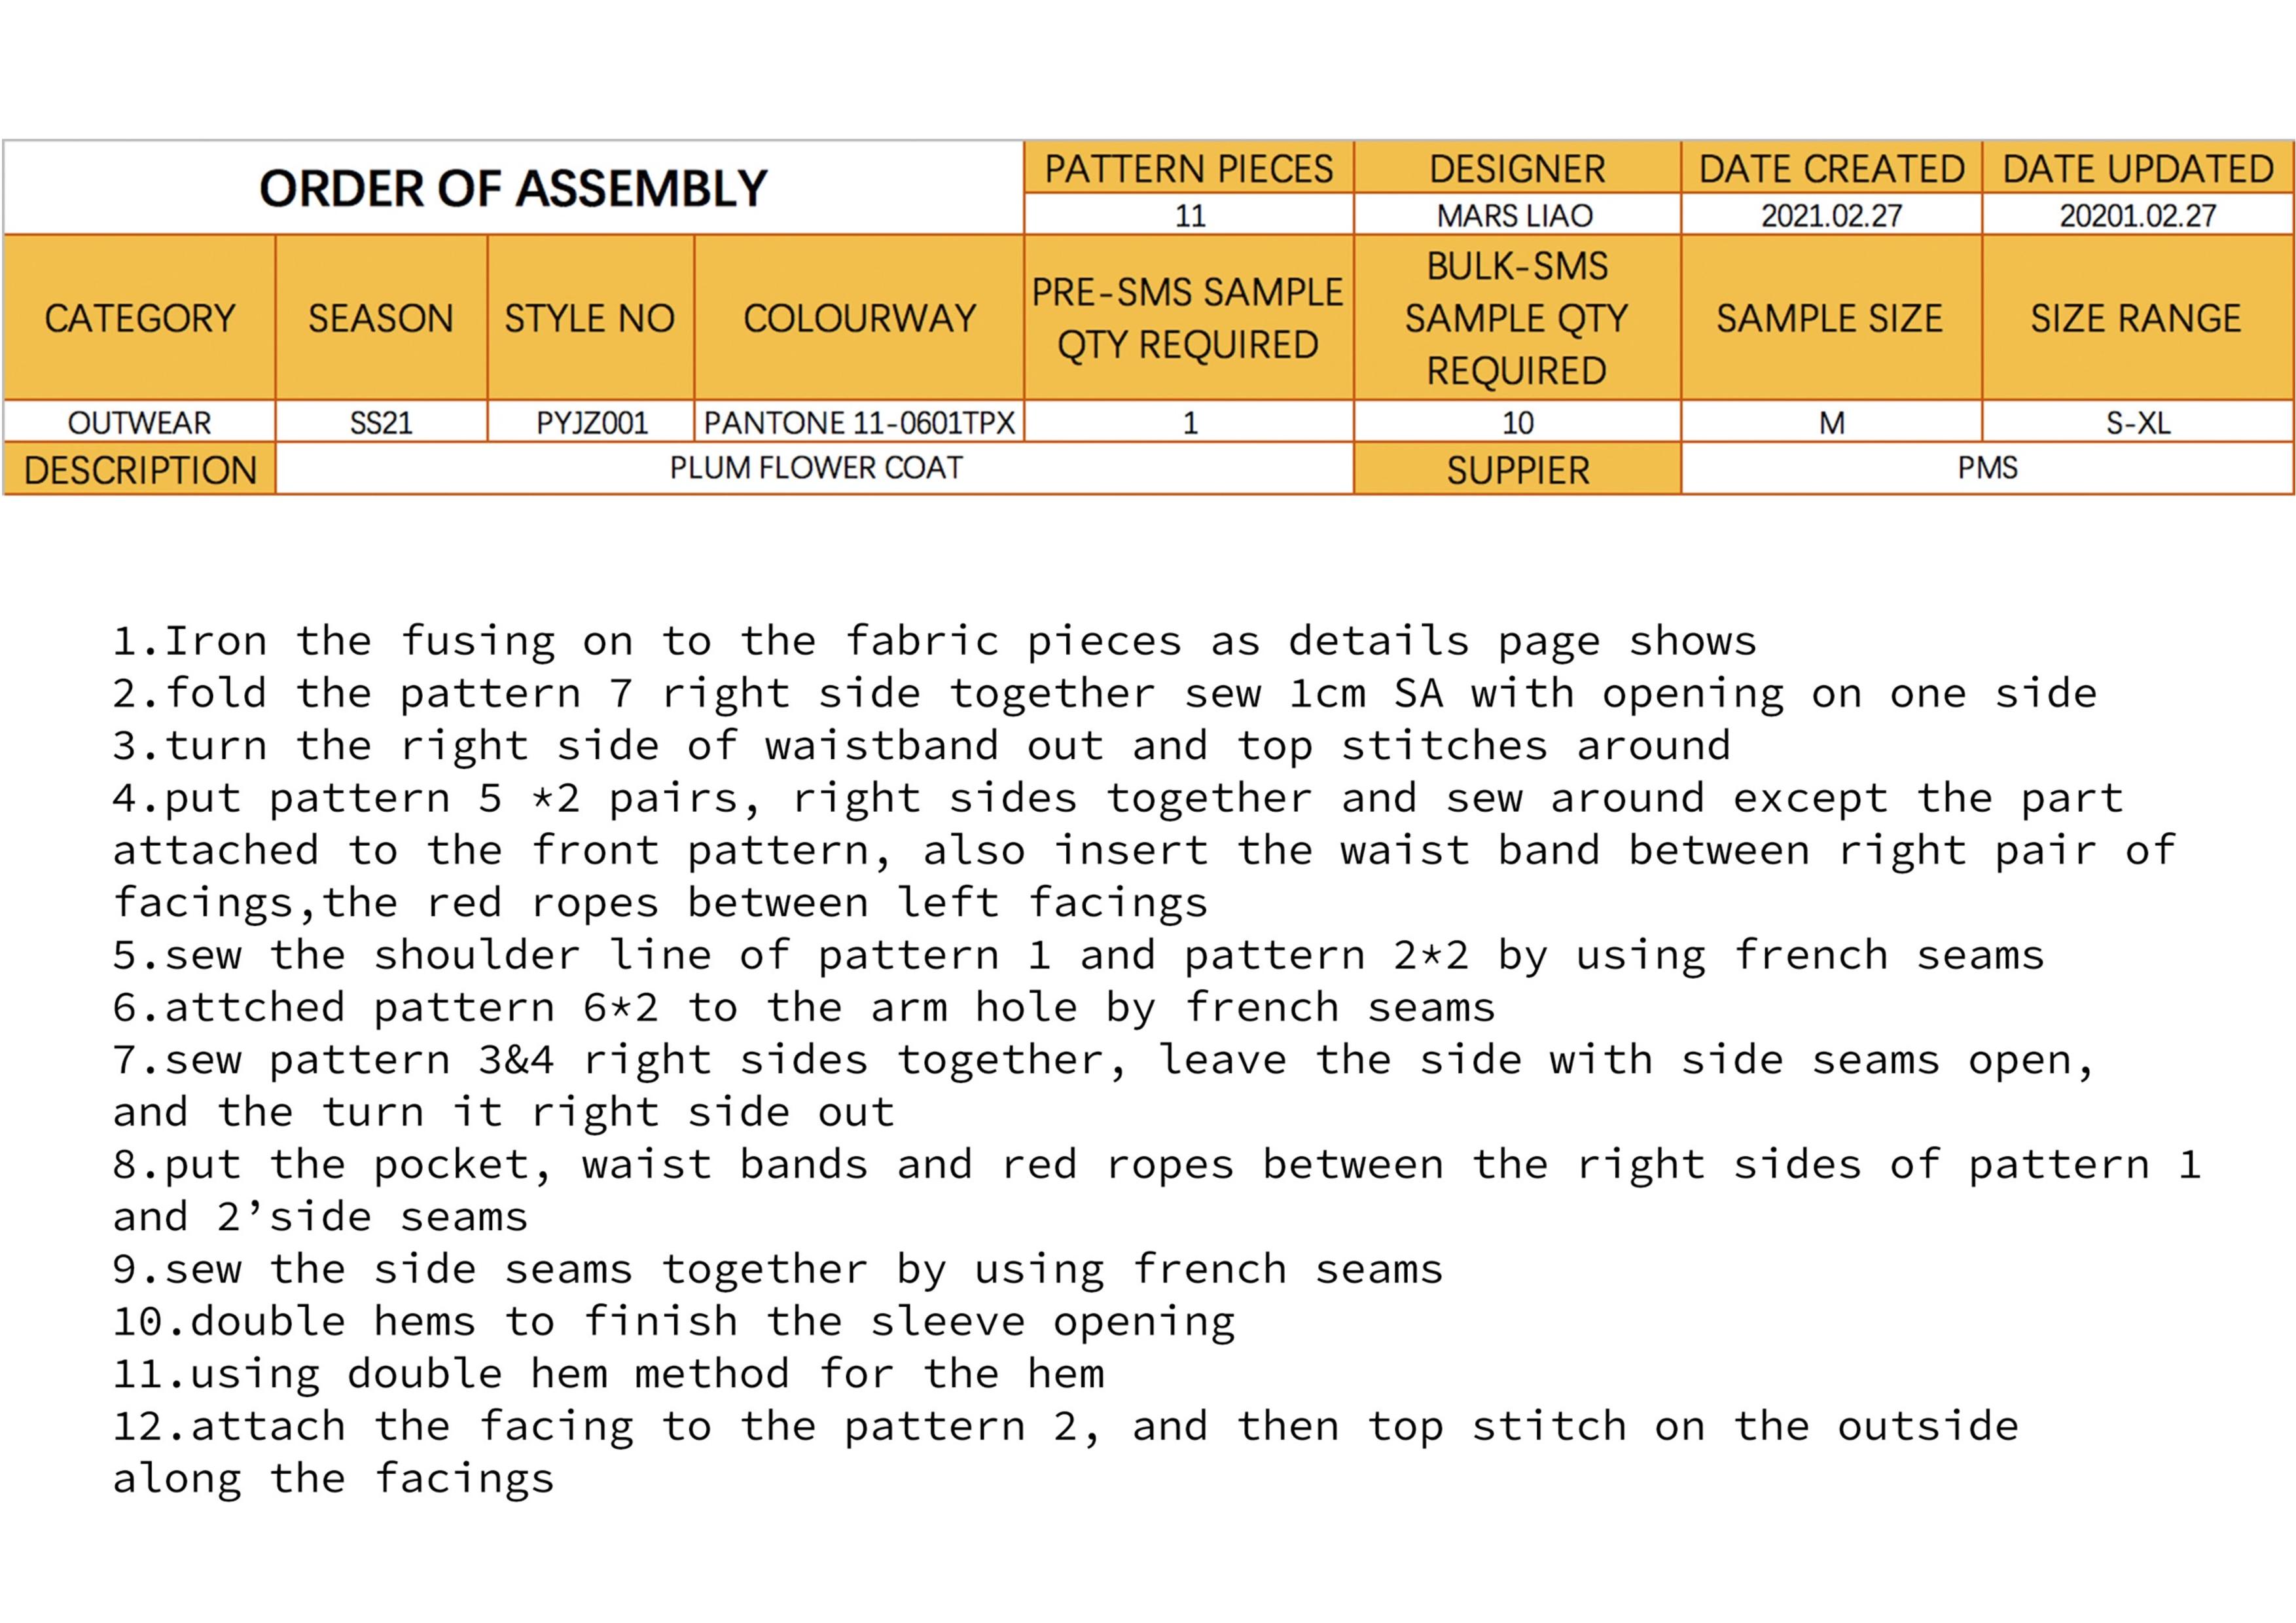 ORDER OF ASSEMBLY
PATTERN PIECES DESIGNER DATE CREATED DATE UPDATED
11 MARS LIAO 2021.02.27 20201.02.27
CATEGORY SEASON STYLE NO COLOURWAY PRE-SMS SAMPLE QTY REQUIRED BULK-SMS SAMPLE QTY REQUIRED SAMPLE SIZE SIZE RANGE
OUTWEAR SS21 PYJZ001 PANTONE 11-0601TPX 1 10 M S-XL
DESCRIPTION PLUM FLOWER COAT SUPPIER PMS
1.Iron the fusing on to the fabric pieces as details page shows
2.fold the pattern 7 right side together sew 1cm SA with opening on one side
3.turn the right side of waistband out and top stitches around
4.put pattern 5 *2 pairs, right sides together and sew around except the part
attached to the front pattern, also insert the waist band between right pair of
facings,the red ropes between left facings
5.sew the shoulder line of pattern 1 and pattern 2*2 by using french seams
6.attched pattern 6*2 to the arm hole by french seams
7.sew pattern 3&4 right sides together, leave the side with side seams open,
and the turn it right side out
8.put the pocket, waist bands and red ropes between the right sides of pattern 1
and 2’side seams
9.sew the side seams together by using french seams
10.double hems to finish the sleeve opening
11.using double hem method for the hem
12.attach the facing to the pattern 2, and then top stitch on the outside
along the facings